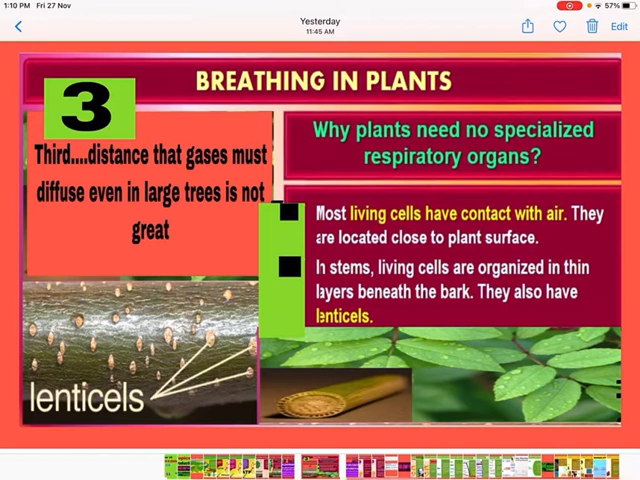 1:10 PM Fri 27 Nov
57%
Yesterday
11:45 AM
Edit
BREATHING IN PLANTS
3
Third....distance that gases must
diffuse even in large trees is not
great
Why plants need no specialized
respiratory organs?
Most living cells have contact with air. They
are located close to plant surface.
In stems, living cells are organized in thin
layers beneath the bark. They also have
lenticels.
lenticels